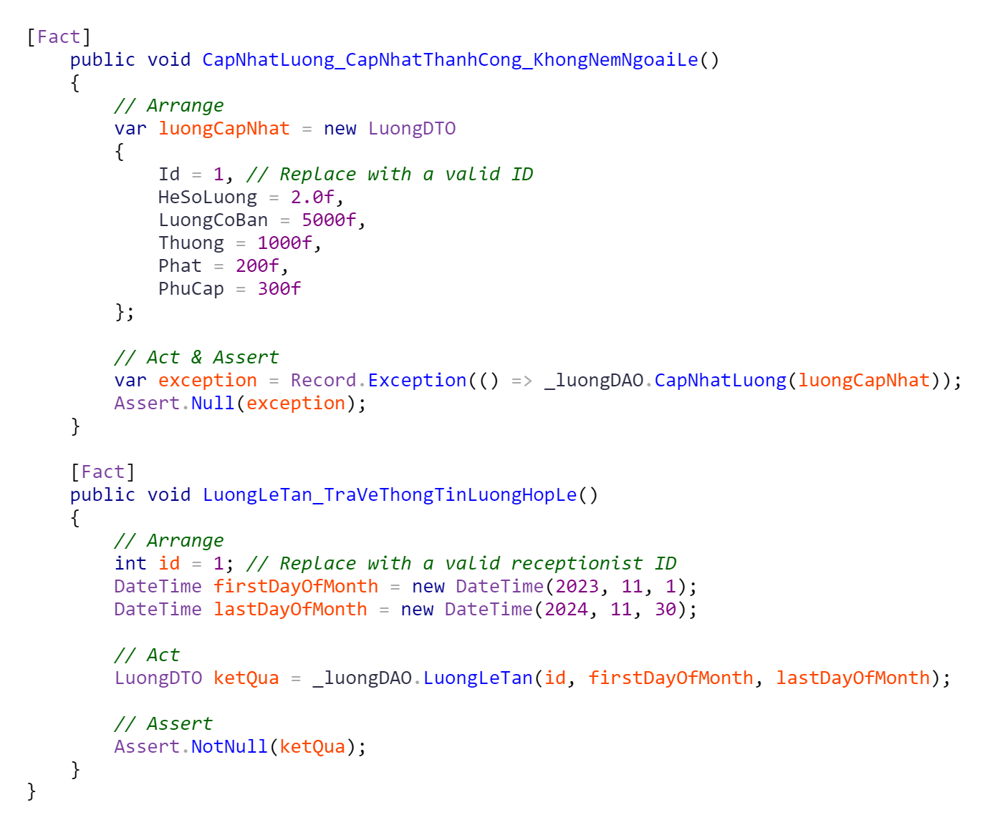 [Fact]
    public void CapNhatLuong_CapNhatThanhCong_KhongNemNgoaiLe()
    {
        // Arrange
        var luongCapNhat = new LuongDTO
        {
            Id = 1, // Replace with a valid ID
            HeSoLuong = 2.0f,
            LuongCoBan = 5000f,
            Thuong = 1000f,
            Phat = 200f,
            PhuCap = 300f
        };

        // Act & Assert
        var exception = Record.Exception(() => _luongDAO.CapNhatLuong(luongCapNhat));
        Assert.Null(exception);
    }

    [Fact]
    public void LuongLeTan_TraVeThongTinLuongHopLe()
    {
        // Arrange
        int id = 1; // Replace with a valid receptionist ID
        DateTime firstDayOfMonth = new DateTime(2023, 11, 1);
        DateTime lastDayOfMonth = new DateTime(2024, 11, 30);

        // Act
        LuongDTO ketQua = _luongDAO.LuongLeTan(id, firstDayOfMonth, lastDayOfMonth);

        // Assert
        Assert.NotNull(ketQua);
    }
}